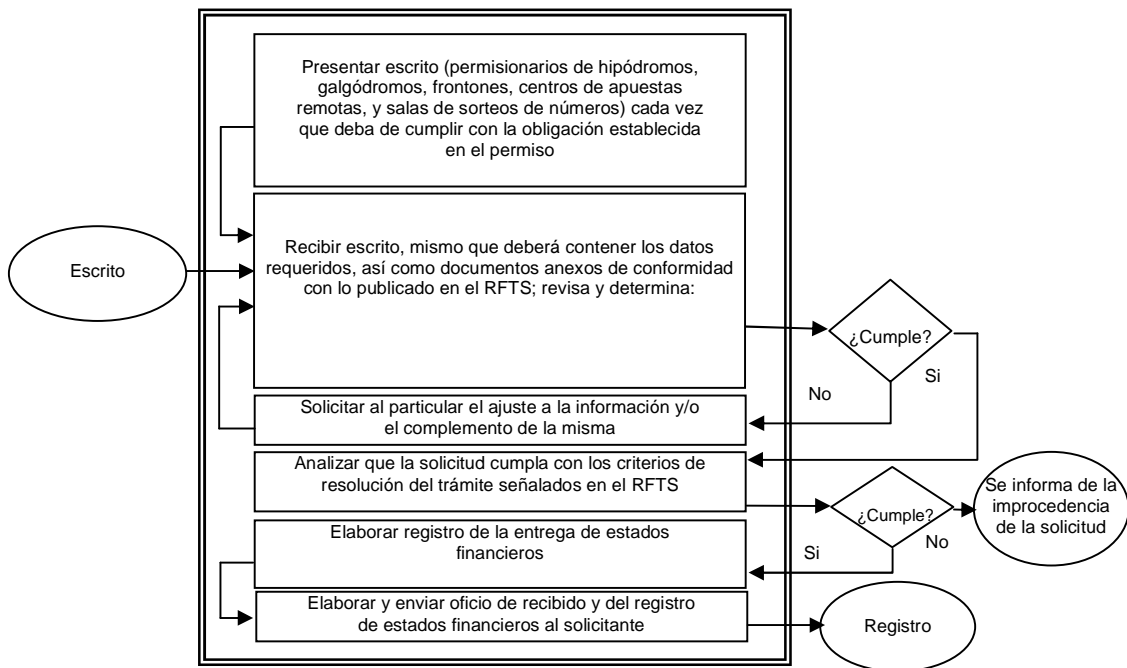 Presentar escrito (permisionarios de hipódromos,
galgódromos, frontones, centros de apuestas
remotas, y salas de sorteos de números) cada vez
que deba de cumplir con la obligación establecida
en el permiso
Escrito
Recibir escrito, mismo que deberá contener los datos
requeridos, así como documentos anexos de conformidad
con lo publicado en el RFTS; revisa y determina:
¿Cumple?
Si
No
Solicitar al particular el ajuste a la información y/o
el complemento de la misma
Analizar que la solicitud cumpla con los criterios de
resolución del trámite señalados en el RFTS
¿Cumple?
No
Si
Se informa de la
improcedencia
de la solicitud
Elaborar registro de la entrega de estados
financieros
Elaborar y enviar oficio de recibido y del registro
de estados financieros al solicitante
Registro